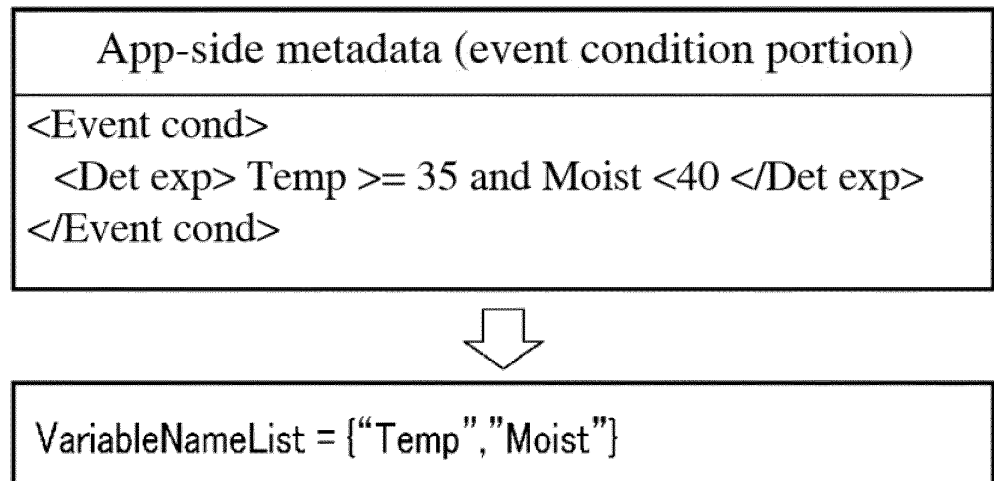 App-side metadata (event condition portion)
<Event cond>
<Det exp> Temp >= 35 and Moist <40 </Det exp>
</Event cond>
VariableNameList = {“Temp”,”Moist”}